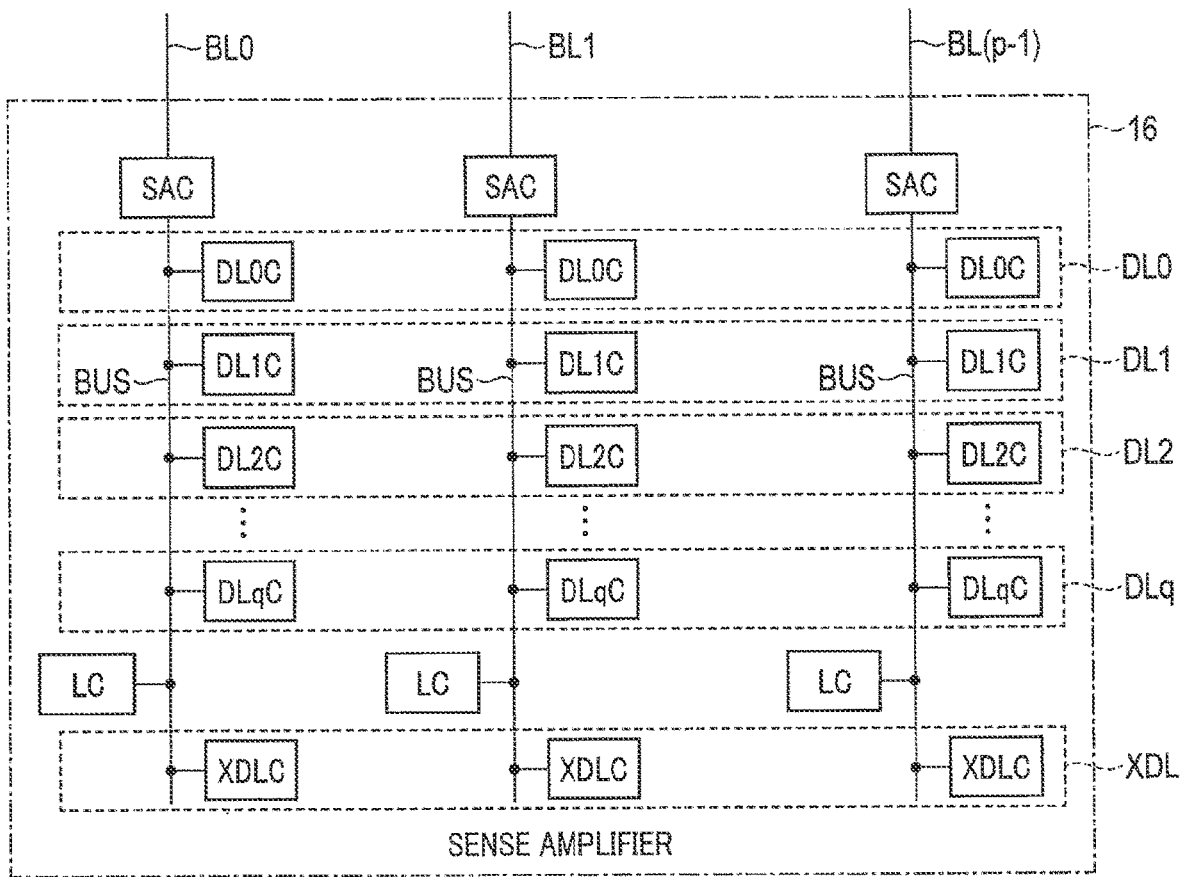 BL0 BL1 BL(p-1)
16
SAC SAC SAC
DL0C DL0C DL0C DL0
DL1C DL1C DL1C DL1
BUS BUS BUS
DL2C DL2C DL2C DL2
DLqC DLqC DLqC DLq
LC LC LC
XDLC XDLC XDLC XDL
SENSE AMPLIFIER